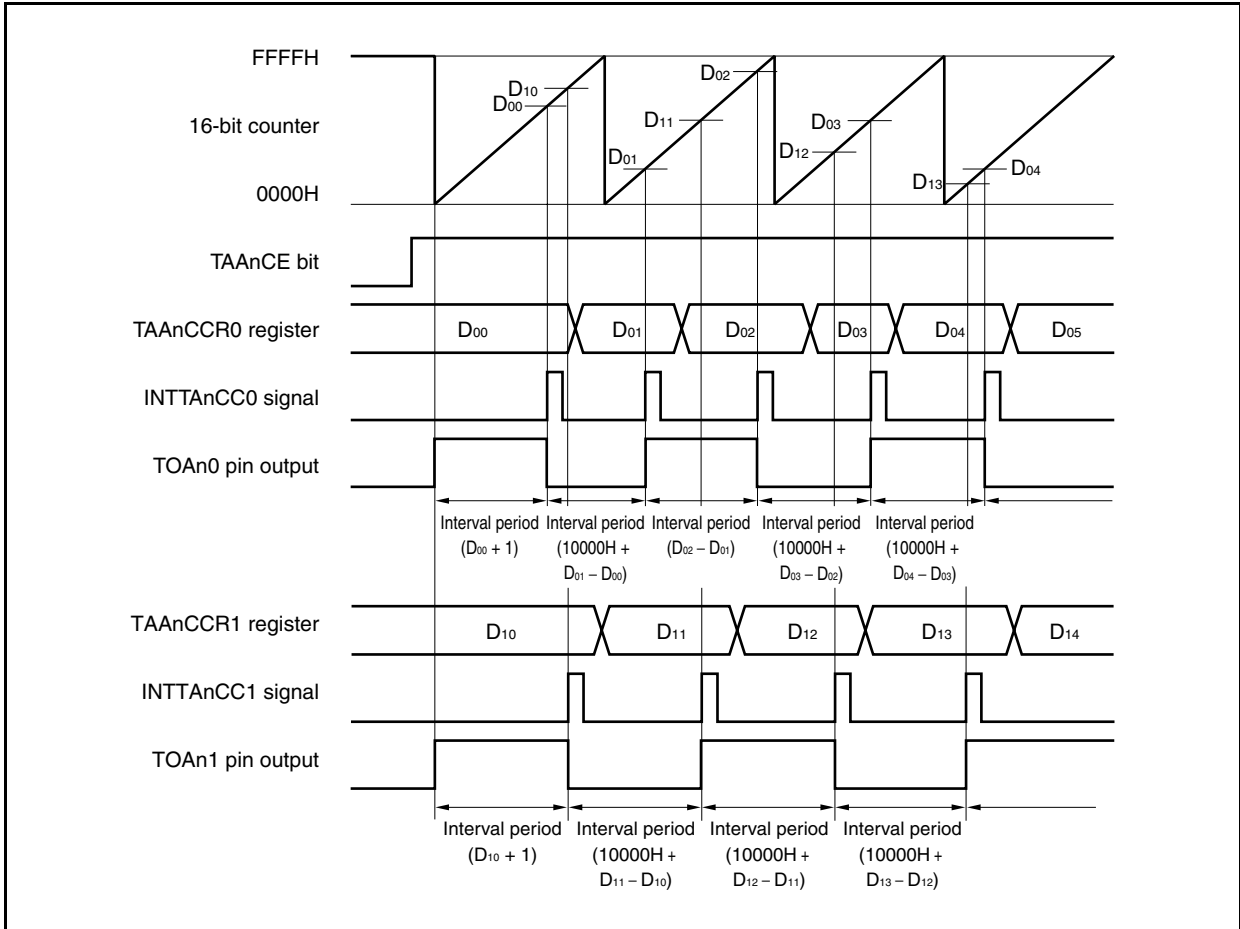 FFFFH
D10
D00
D02
16-bit counter
D11
D03
D12
D01
D04
D13
0000H
TAAnCE bit
TAAnCCR0 register
D00 D01 D02 D03 D04 D05
INTTAnCC0 signal
TOAn0 pin output
Interval period
(D00 + 1)
Interval period
(10000H +
D01 – D00)
Interval period
(D02 – D01)
Interval period
(10000H +
D03 – D02)
Interval period
(10000H +
D04 – D03)
TAAnCCR1 register
D10 D11 D12 D13 D14
INTTAnCC1 signal
TOAn1 pin output
Interval period
(D10 + 1)
Interval period
(10000H +
D11 – D10)
Interval period
(10000H +
D12 – D11)
Interval period
(10000H +
D13 – D12)